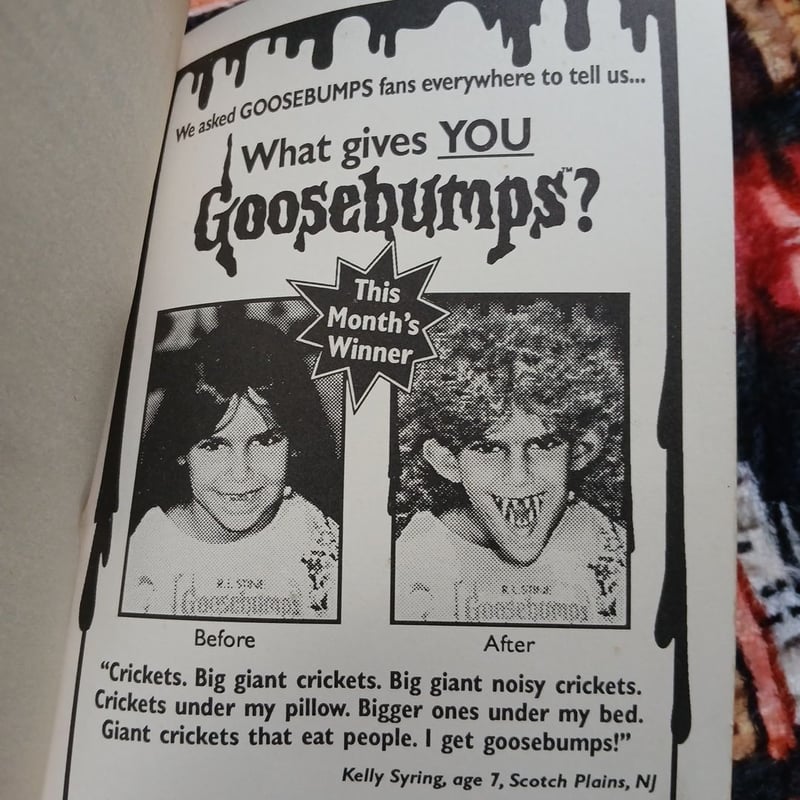 We asked GOOSEBUMPS fans everywhere to tell us...
What gives YOU
Goosebumps™?
This
Month's
Winner
R.L. STINE
Goosebumps
R.L. STINE
Goosebumps
Before
After
“Crickets. Big giant crickets. Big giant noisy crickets.
Crickets under my pillow. Bigger ones under my bed.
Giant crickets that eat people. I get goosebumps!”
Kelly Syring, age 7, Scotch Plains, NJ